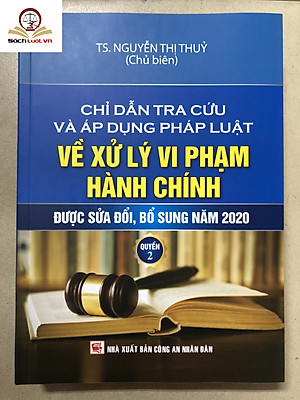 SáchLuật.vn
TS. NGUYỄN THỊ THUỶ
(Chủ biên)
CHỈ DẪN TRA CỨU
VÀ ÁP DỤNG PHÁP LUẬT
VỀ XỬ LÝ VI PHẠM
HÀNH CHÍNH
ĐƯỢC SỬA ĐỔI, BỔ SUNG NĂM 2020
QUYỂN
2
NHÀ XUẤT BẢN CÔNG AN NHÂN DÂN